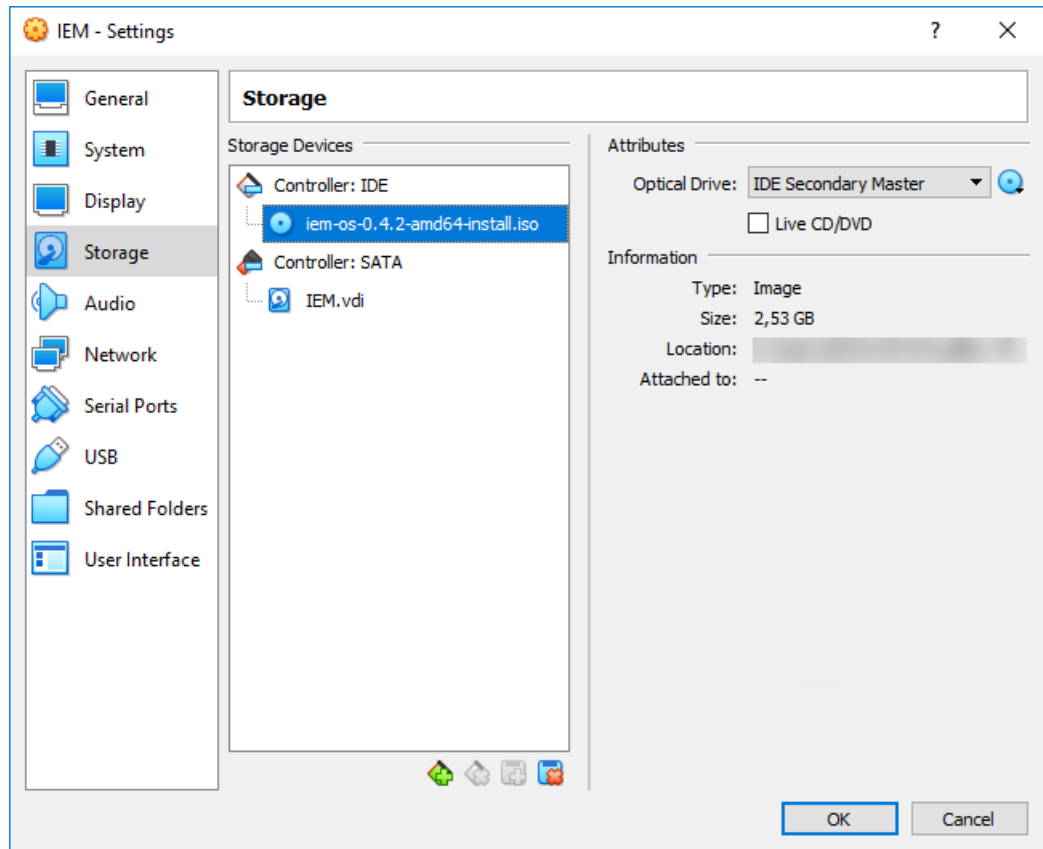 IEM - Settings
?
General
System
Display
Storage
Audio
Network
Serial Ports
USB
Shared Folders
User Interface
Storage
Storage Devices
Controller: IDE
iem-os-0.4.2-amd64-install.iso
Controller: SATA
IEM.vdi
Attributes
Optical Drive: IDE Secondary Master
Live CD/DVD
Information
Type: Image
Size: 2,53 GB
Location:
Attached to: --
OK
Cancel